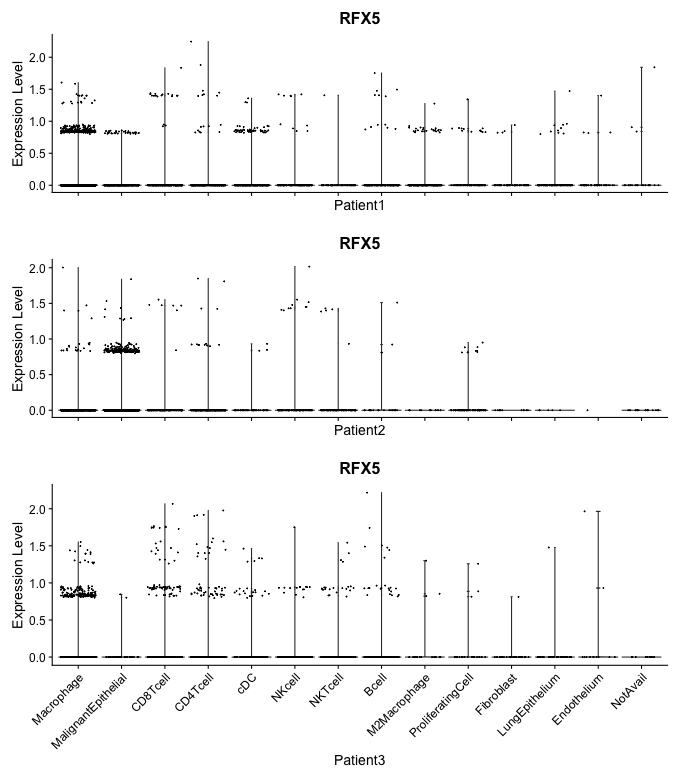 RFX5
Expression Level
2.0
1.5
1.0
0.5
0.0
Patient1
RFX5
Expression Level
2.0
1.5
1.0
0.5
0.0
Patient2
RFX5
Expression Level
2.0
1.5
1.0
0.5
0.0
Macrophage
MalignantEpithelial
CD8Tcell
CD4Tcell
cDC
NKcell
NKTcell
Bcell
M2Macrophage
ProliferatingCell
Fibroblast
LungEpithelium
Endothelium
NotAvail
Patient3